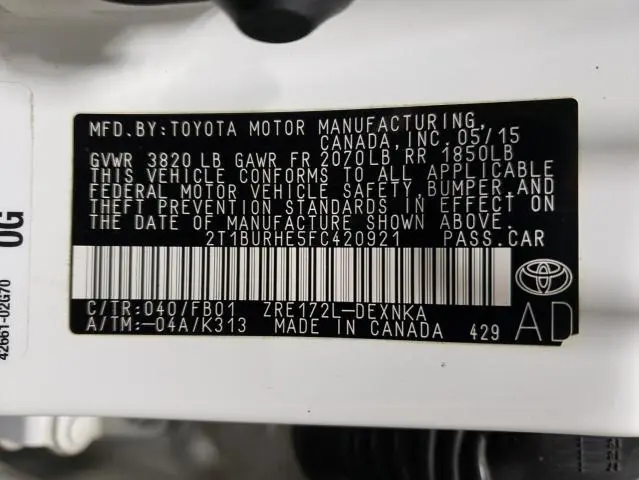 MFD.BY:TOYOTA MOTOR MANUFACTURING,
CANADA,INC.05/15
GVWR 3820LB GAWR FR 2070LB,RR 1850LB
THIS VEHICLE CONFORMS TO ALL APPLICABLE
FEDERAL MOTOR VEHICLE SAFETY,BUMPER,AND
THEFT PREVENTION STANDARDS IN EFFECT ON
THE DATE OF MANUFACTURE SHOWN ABOVE.
2T1BURHE5FC420921 PASS.CAR
C/TR:040/FB01 ZRE172L-DEXNKA
A/TM:-04A/K313 MADE IN CANADA 429
AD
OG
42661-02G70